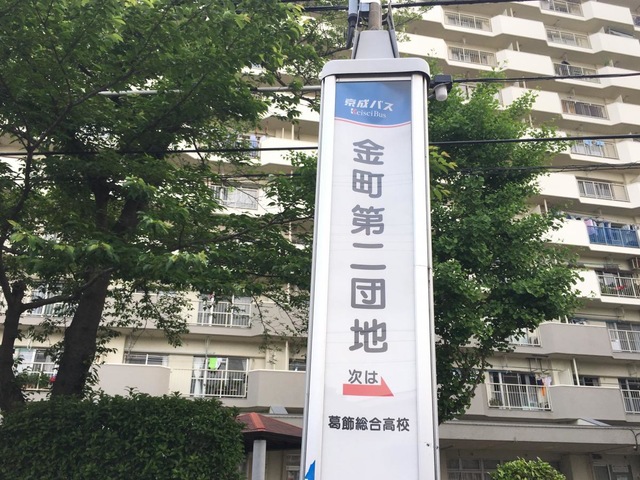 京成バス
KeiseiBus
金町第二団地
次は
葛飾総合高校